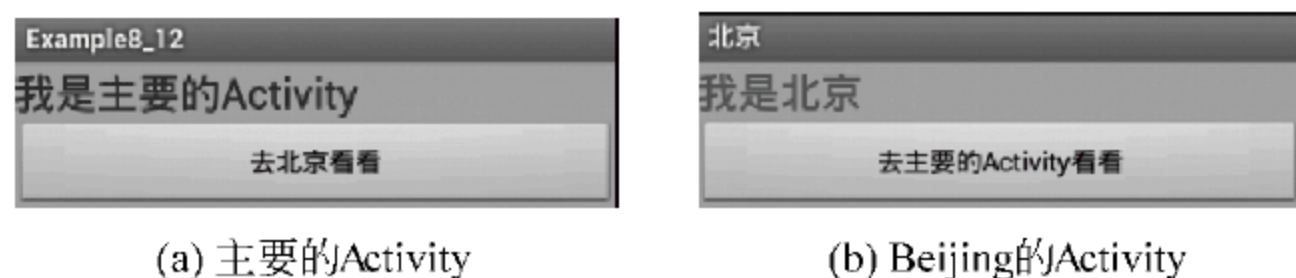 Example8_12
我是主要的Activity
去北京看看
(a) 主要的Activity
北京
我是北京
去主要的Activity看看
(b) Beijing的Activity